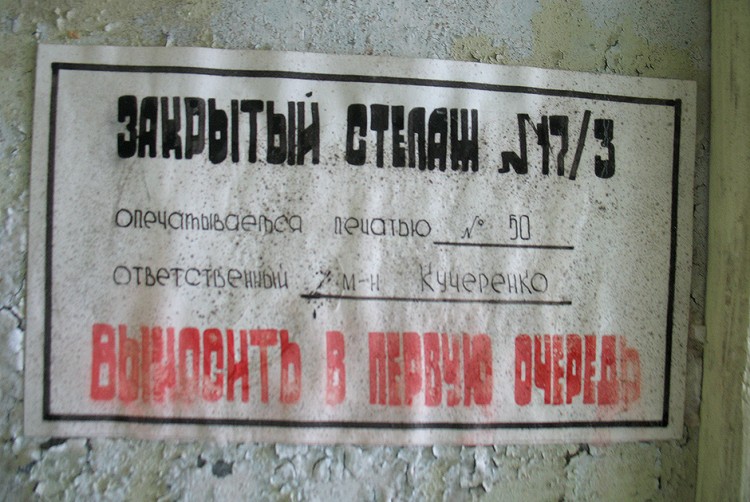 ЗАКРЫТЫЙ СТЕЛАЖ №17/3
опечатывается печатью № 50
ответственный м-н Кучеренко
ВЫНОСИТЬ В ПЕРВУЮ ОЧЕРЕДЬ